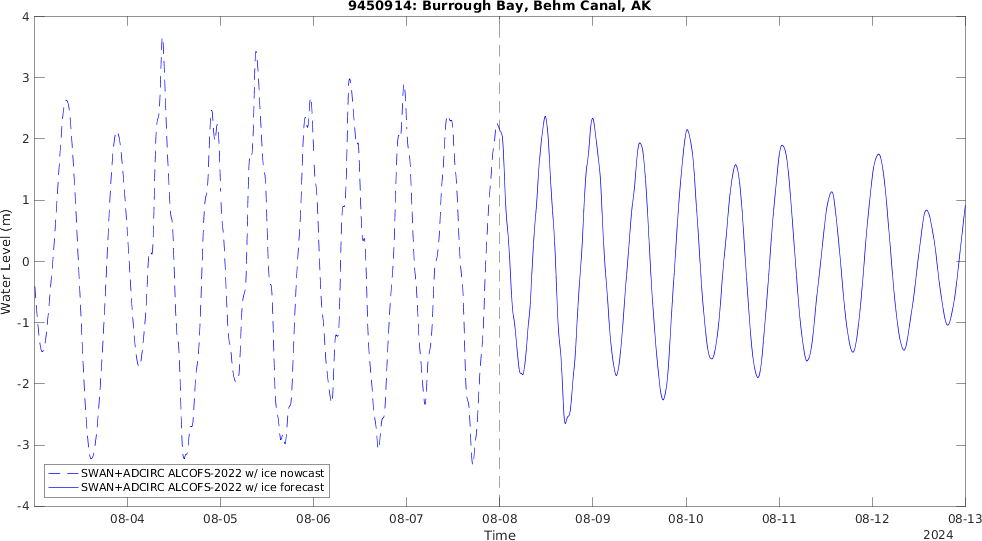 9450914: Burrough Bay, Behm Canal, AK
4
3
2
1
0
-1
-2
-3
-4
Water Level (m)
SWAN+ADCIRC ALCOFS-2022 w/ ice nowcast
SWAN+ADCIRC ALCOFS-2022 w/ ice forecast
08-04 08-05 08-06 08-07 08-08 08-09 08-10 08-11 08-12 08-13
Time
2024